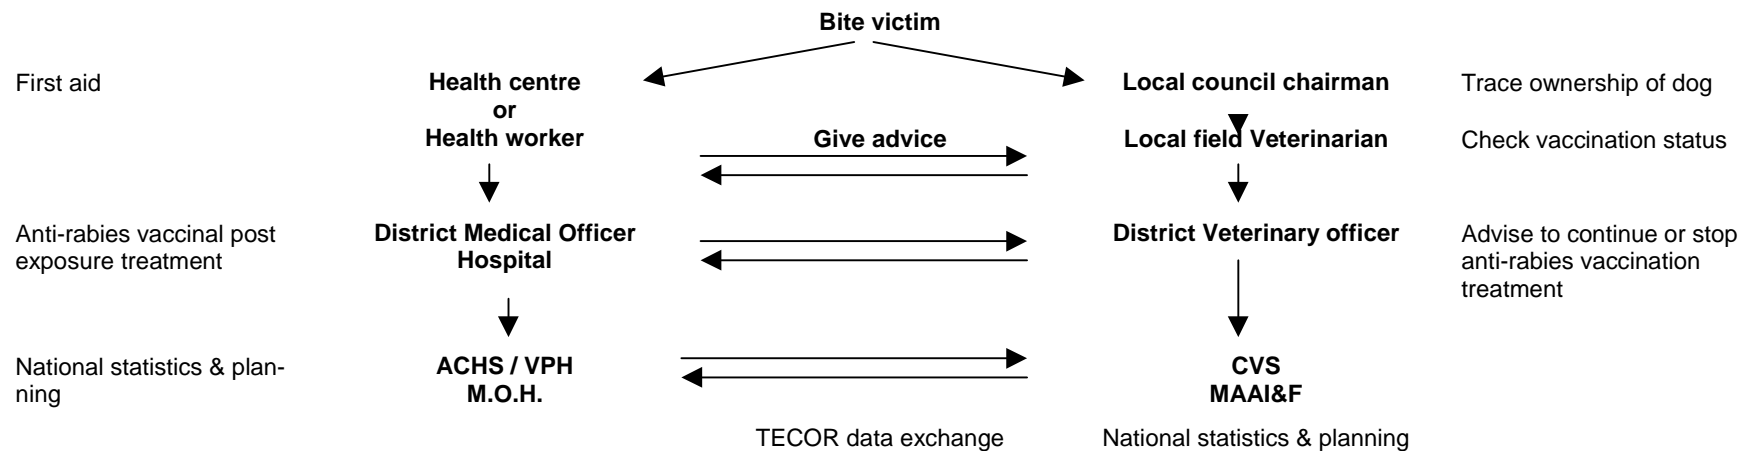 Bite victim
First aid
Health centre
or
Health worker
Local council chairman
Trace ownership of dog
Give advice
Local field Veterinarian
Check vaccination status
Anti-rabies vaccinal post
exposure treatment
District Medical Officer
Hospital
District Veterinary officer
Advise to continue or stop
anti-rabies vaccination
treatment
National statistics & plan-
ning
ACHS / VPH
M.O.H.
CVS
MAAI&F
TECOR data exchange
National statistics & planning